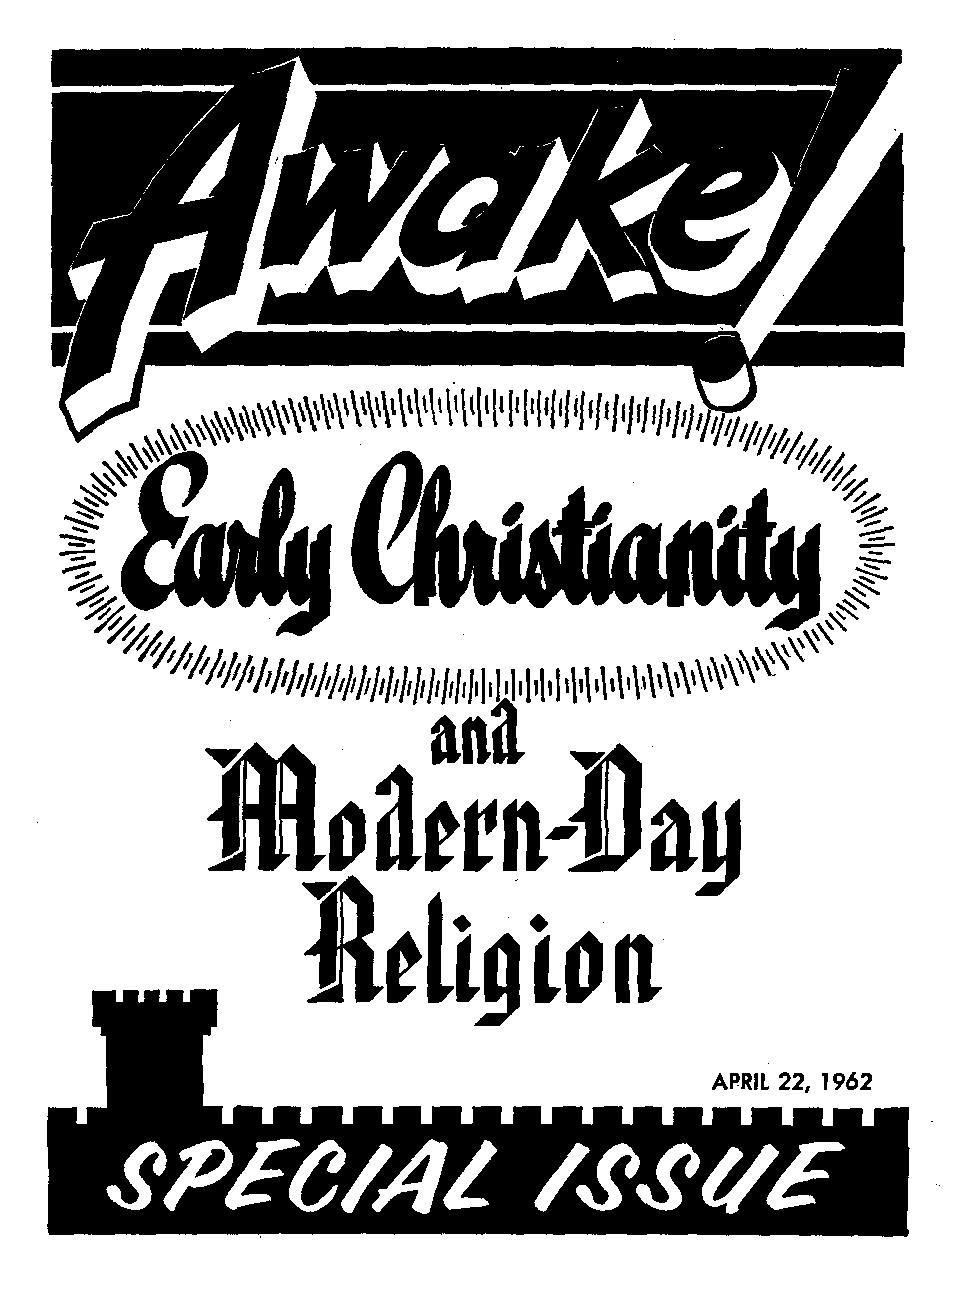 Awake!
Early Christianity
and
Modern-Day
Religion
APRIL 22, 1962
SPECIAL ISSUE